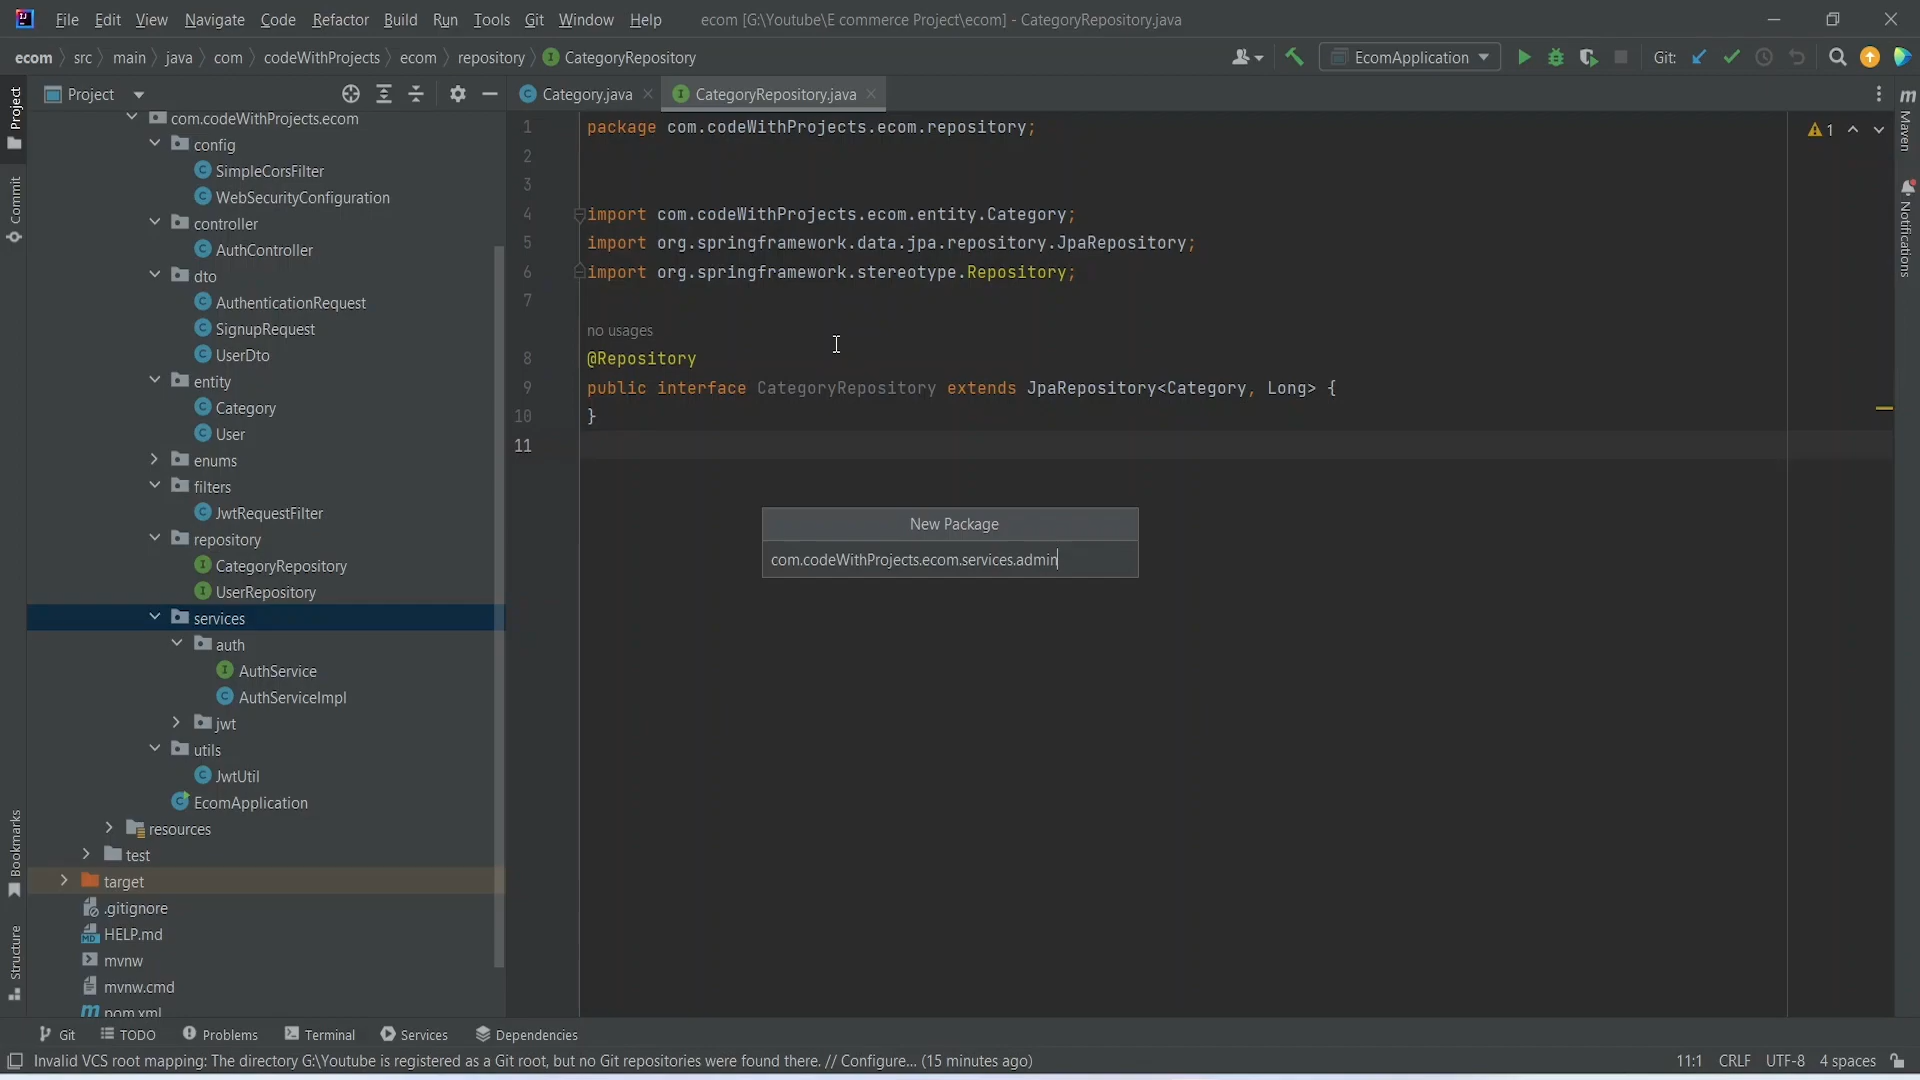 File Edit View Navigate Code Refactor Build Run Tools Git Window Help ecom [G:\Youtube\E commerce Project\ecom] - CategoryRepository.java
ecom src main java com codeWithProjects ecom repository CategoryRepository EcomApplication Git:
Project Category.java CategoryRepository.java
com.codeWithProjects.ecom
config
SimpleCorsFilter
WebSecurityConfiguration
controller
AuthController
dto
AuthenticationRequest
SignupRequest
UserDto
entity
Category
User
enums
filters
JwtRequestFilter
repository
CategoryRepository
UserRepository
services
auth
AuthService
AuthServiceImpl
jwt
utils
JwtUtil
EcomApplication
resources
test
target
.gitignore
HELP.md
mvnw
mvnw.cmd
pom.xml
1 package com.codeWithProjects.ecom.repository;
2
3
4 import com.codeWithProjects.ecom.entity.Category;
5 import org.springframework.data.jpa.repository.JpaRepository;
6 import org.springframework.stereotype.Repository;
7
no usages
8 @Repository
9 public interface CategoryRepository extends JpaRepository<Category, Long> {
10 }
11
1
New Package
com.codeWithProjects.ecom.services.admin
Project
Commit
Bookmarks
Structure
m
Maven
Notifications
Git TODO Problems Terminal Services Dependencies
Invalid VCS root mapping: The directory G:\Youtube is registered as a Git root, but no Git repositories were found there. // Configure... (15 minutes ago) 11:1 CRLF UTF-8 4 spaces